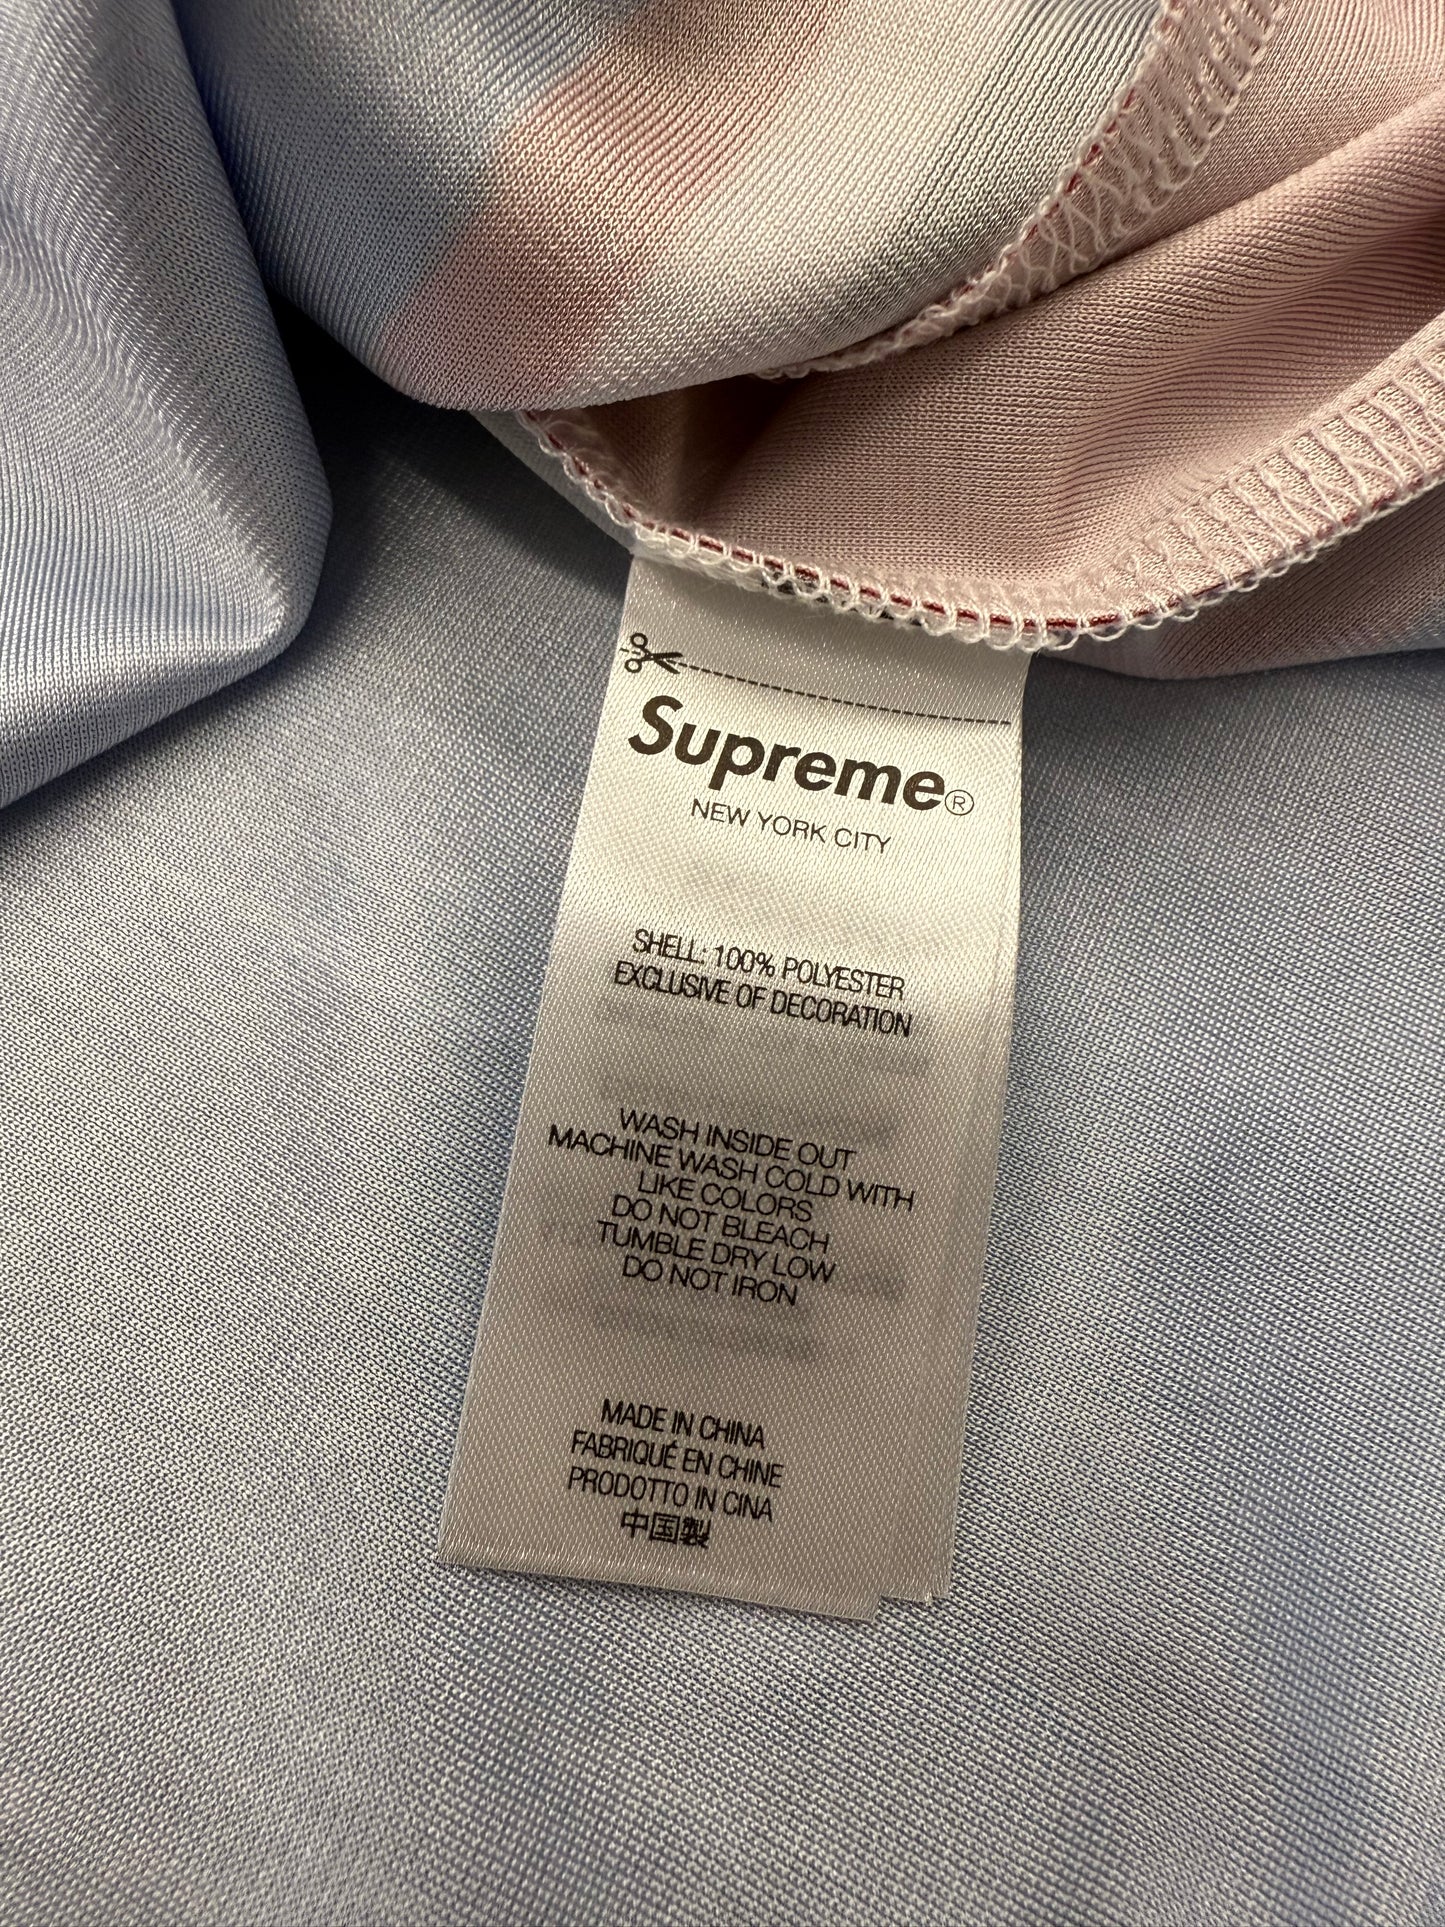 Supreme®
NEW YORK CITY
SHELL: 100% POLYESTER
EXCLUSIVE OF DECORATION
WASH INSIDE OUT
MACHINE WASH COLD WITH
LIKE COLORS
DO NOT BLEACH
TUMBLE DRY LOW
DO NOT IRON
MADE IN CHINA
FABRIQUÉ EN CHINE
PRODOTTO IN CINA
中国製